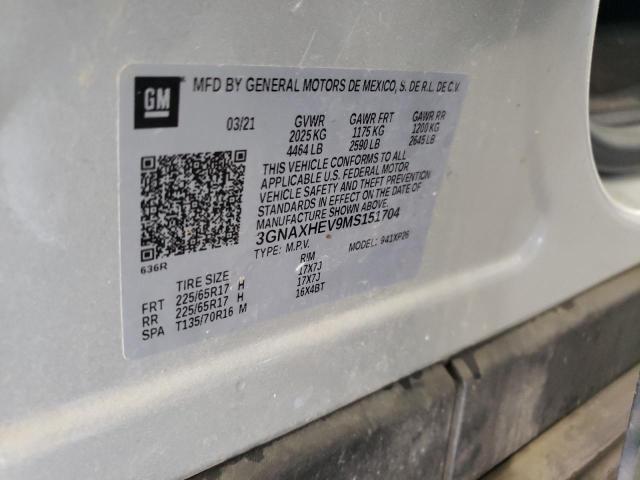 GM
MFD BY GENERAL MOTORS DE MEXICO, S. DE R.L. DE C.V.
03/21 GVWR GAWR FRT GAWR RR
2025 KG 1175 KG 1200 KG
4464 LB 2590 LB 2645 LB
THIS VEHICLE CONFORMS TO ALL
APPLICABLE U.S. FEDERAL MOTOR
VEHICLE SAFETY AND THEFT PREVENTION
STANDARDS IN EFFECT ON THE DATE OF
MANUFACTURE SHOWN ABOVE.
3GNAXHEV9MS151704
TYPE: M.P.V. 941XP26
636R
TIRE SIZE RIM
FRT 225/65R17 H 17X7J
RR 225/65R17 H 17X7J
SPA T135/70R16 M 16X4BT